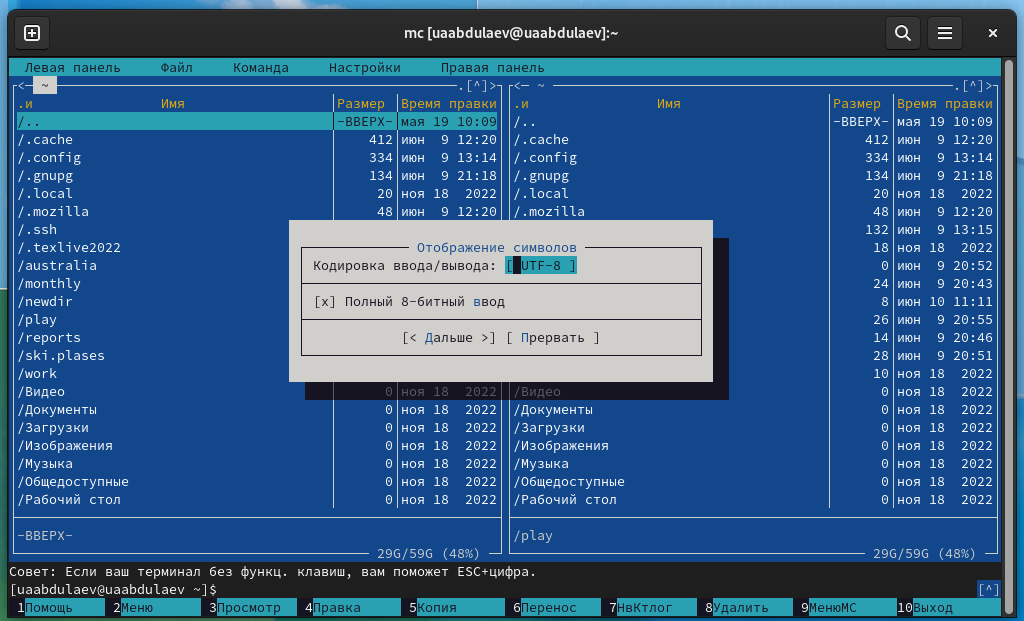 mc [uaabdulaev@uaabdulaev]:~
Левая панель Файл Команда Настройки Правая панель
<- ~ .[^]> <- ~ .[^]>
.и Имя Размер Время правки .и Имя Размер Время правки
/.. -ВВЕРХ- мая 19 10:09 /.. -ВВЕРХ- мая 19 10:09
/.cache 412 июн 9 12:20 /.cache 412 июн 9 12:20
/.config 334 июн 9 13:14 /.config 334 июн 9 13:14
/.gnupg 134 июн 9 21:18 /.gnupg 134 июн 9 21:18
/.local 20 ноя 18 2022 /.local 20 ноя 18 2022
/.mozilla 48 июн 9 12:20 /.mozilla 48 июн 9 12:20
/.ssh 132 июн 9 13:15
/.texlive2022 Отображение символов 18 ноя 18 2022
/australia Кодировка ввода/вывода: [ UTF-8 ] 0 июн 9 20:52
/monthly 24 июн 9 20:43
/newdir [x] Полный 8-битный ввод 8 июн 10 11:11
/play 26 июн 9 20:55
/reports [< Дальше >] [ Прервать ] 14 июн 9 20:46
/ski.plases 28 июн 9 20:51
/work 10 ноя 18 2022
/Видео 0 ноя 18 2022 /Видео 0 ноя 18 2022
/Документы 0 ноя 18 2022 /Документы 0 ноя 18 2022
/Загрузки 0 ноя 18 2022 /Загрузки 0 ноя 18 2022
/Изображения 0 ноя 18 2022 /Изображения 0 ноя 18 2022
/Музыка 0 ноя 18 2022 /Музыка 0 ноя 18 2022
/Общедоступные 0 ноя 18 2022 /Общедоступные 0 ноя 18 2022
/Рабочий стол 0 ноя 18 2022 /Рабочий стол 0 ноя 18 2022
-ВВЕРХ- /play
29G/59G (48%) 29G/59G (48%)
Совет: Если ваш терминал без функц. клавиш, вам поможет ESC+цифра.
[uaabdulaev@uaabdulaev ~]$ [^]
1Помощь 2Меню 3Просмотр 4Правка 5Копия 6Перенос 7НвКтлог 8Удалить 9МенюМС 10Выход